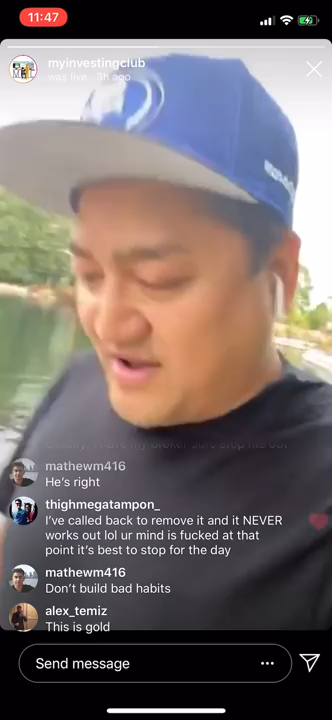 11:47
myinvestingclub
was live · 3h ago
mathewm416
He's right
thighmegatampon_
I've called back to remove it and it NEVER
works out lol ur mind is fucked at that
point it's best to stop for the day
mathewm416
Don't build bad habits
alex_temiz
This is gold
Send message